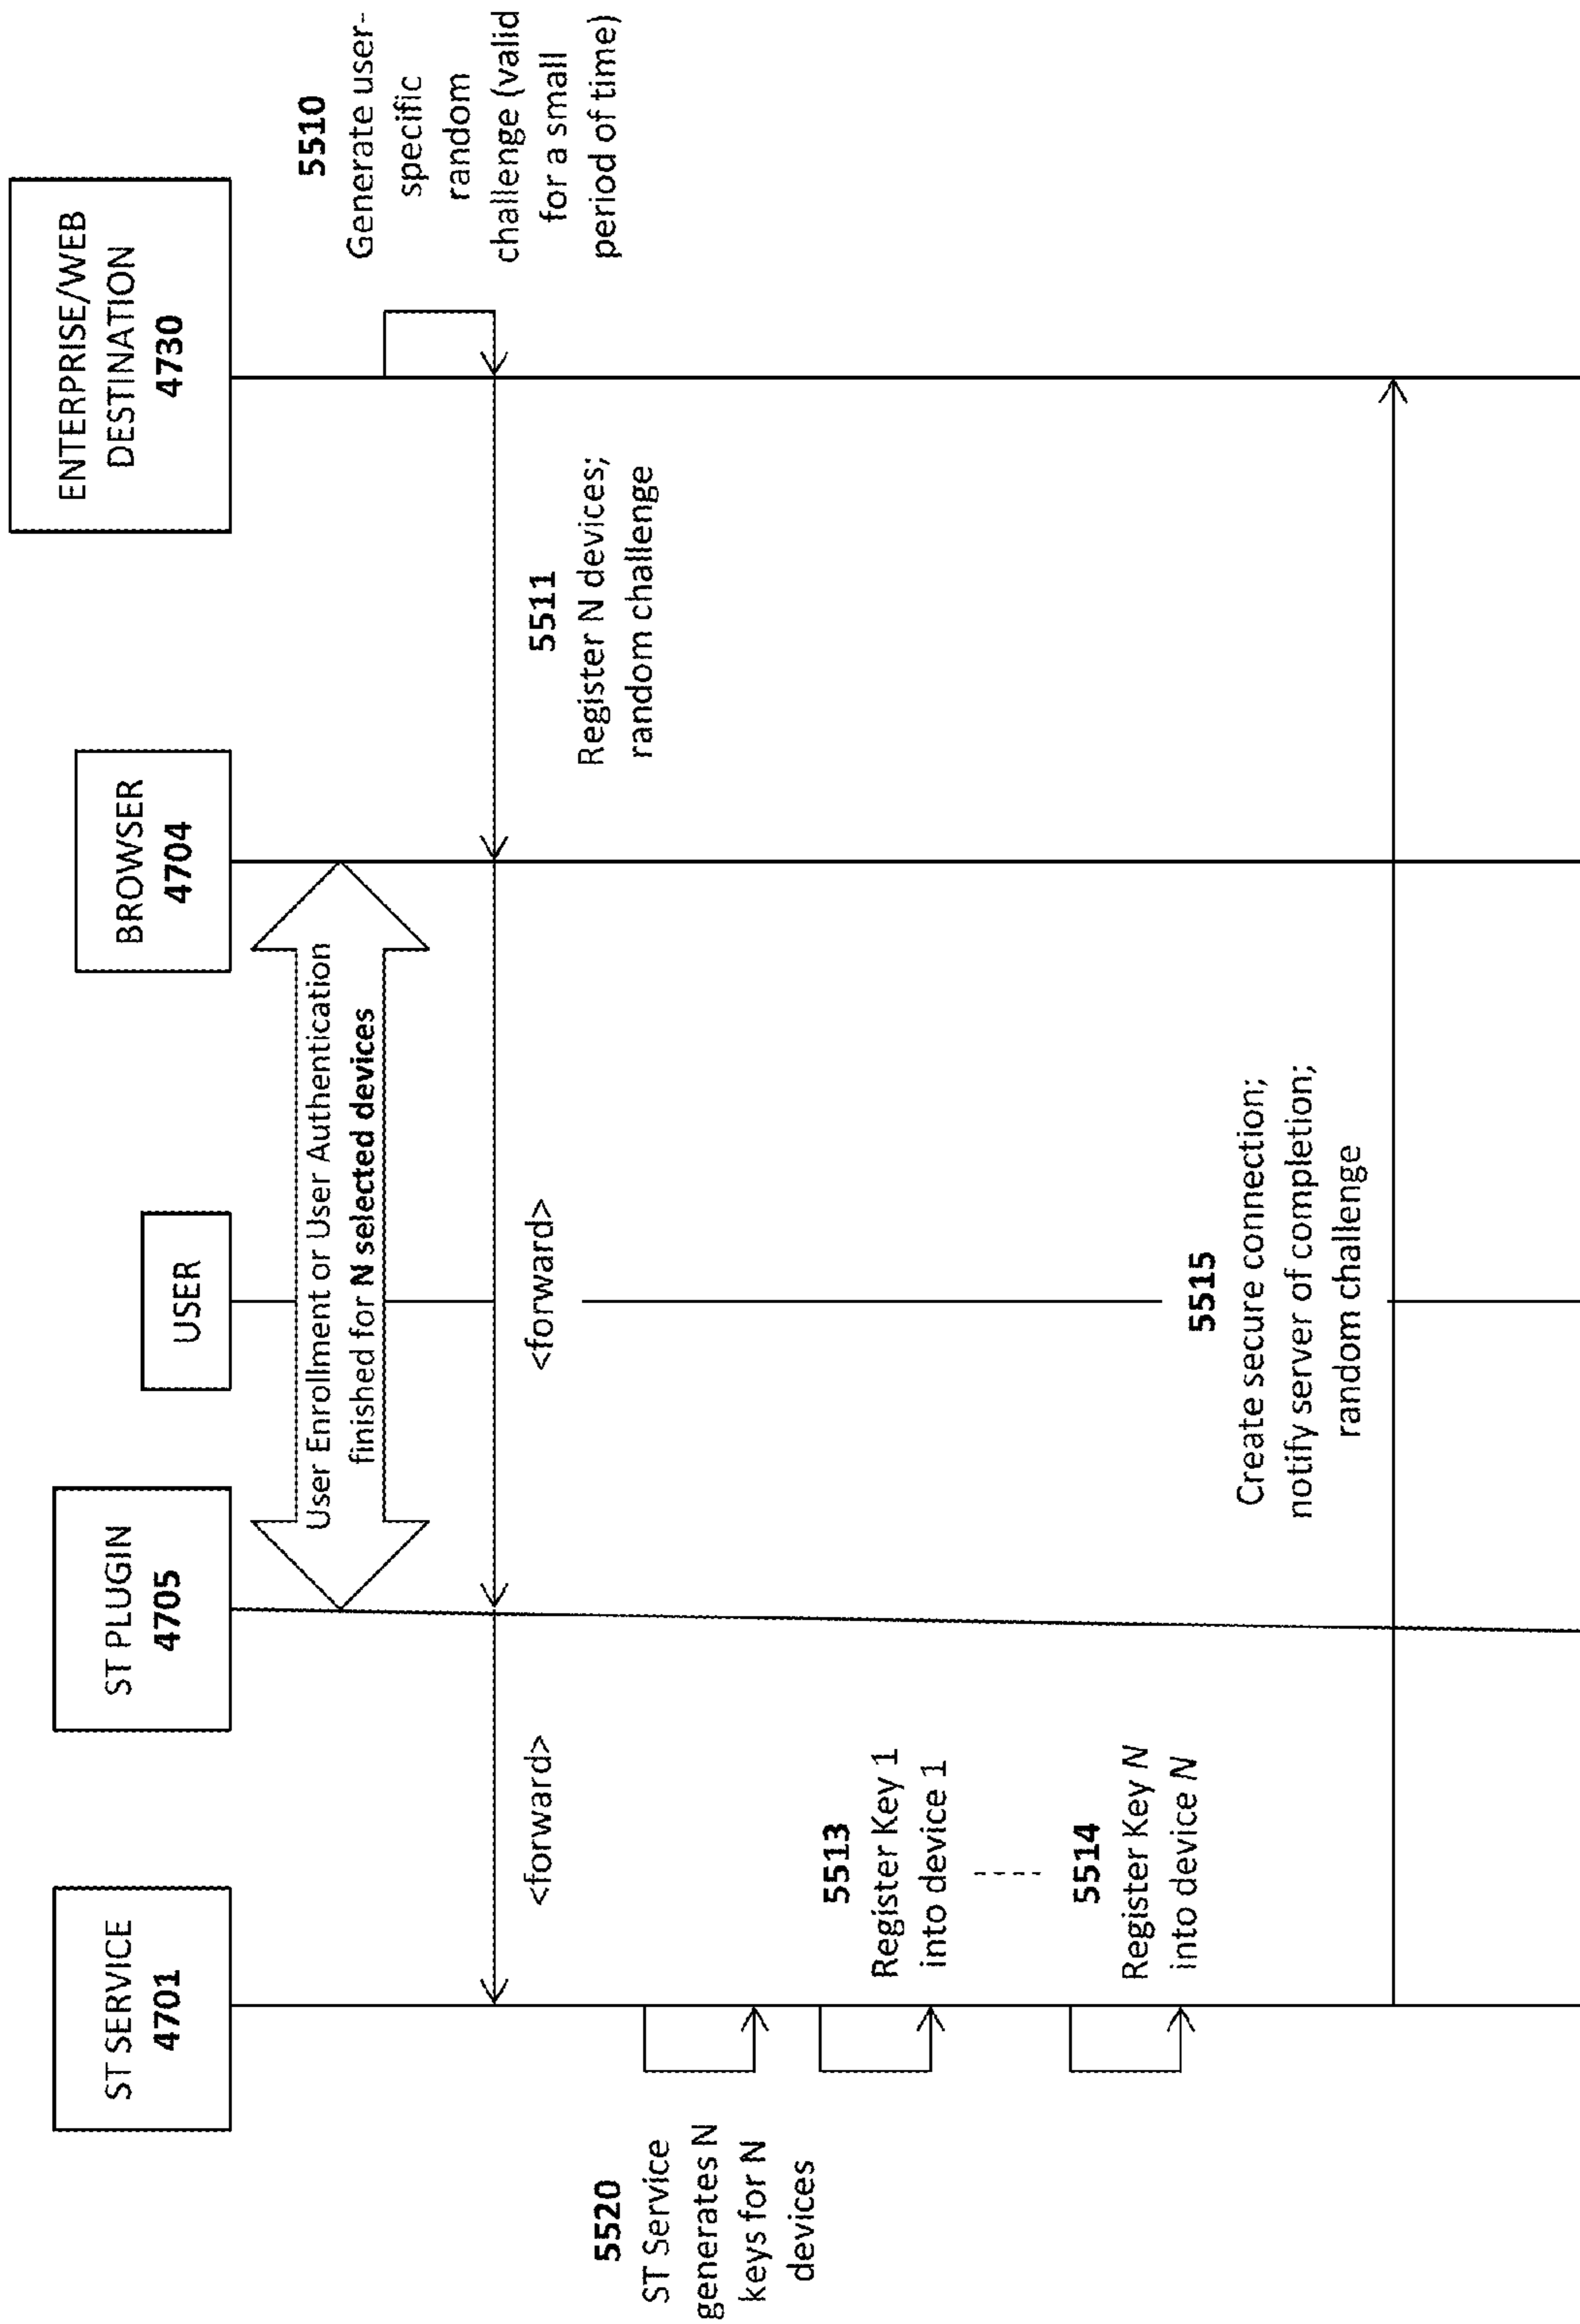 ST SERVICE
4701
ST PLUGIN
4705
USER
BROWSER
4704
ENTERPRISE/WEB
DESTINATION
4730
User Enrollment or User Authentication
finished for N selected devices
5510
Generate user-
specific
random
challenge (valid
for a small
period of time)
5511
Register N devices;
random challenge
<forward>
<forward>
5520
ST Service
generates N
keys for N
devices
5513
Register Key 1
into device 1
5514
Register Key N
into device N
5515
Create secure connection;
notify server of completion;
random challenge